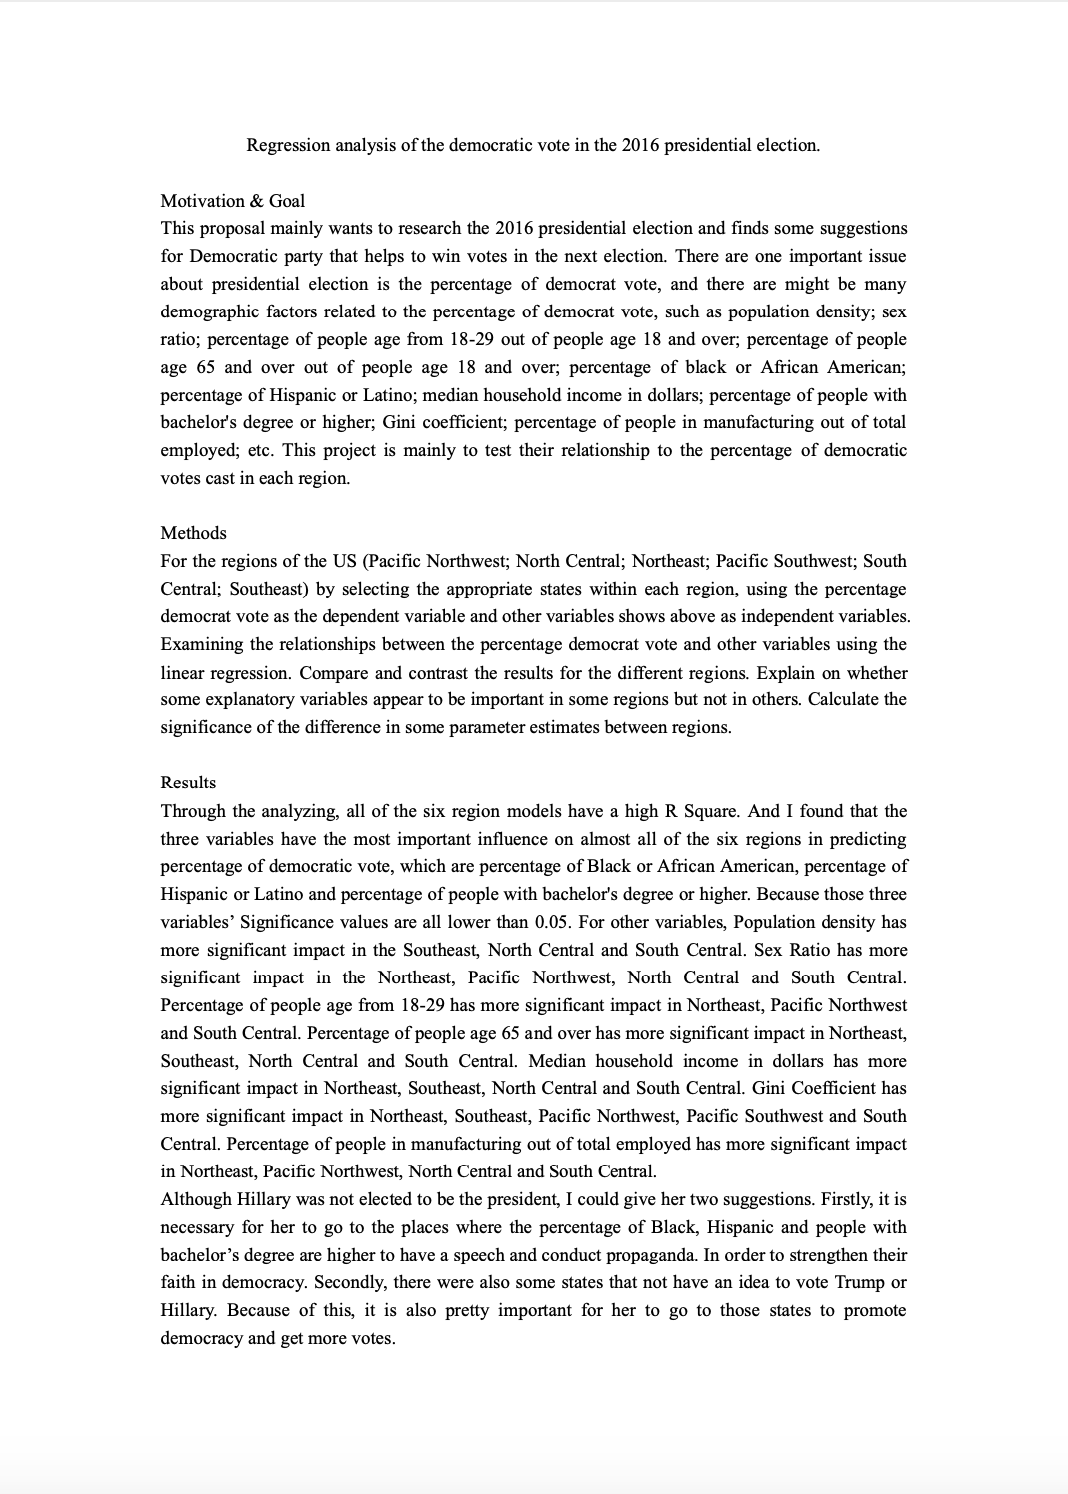 Regression analysis of the democratic vote in the 2016 presidential election.
Motivation & Goal
This proposal mainly wants to research the 2016 presidential election and finds some suggestions
for Democratic party that helps to win votes in the next election. There are one important issue
about presidential election is the percentage of democrat vote, and there are might be many
demographic factors related to the percentage of democrat vote, such as population density; sex
ratio; percentage of people age from 18-29 out of people age 18 and over; percentage of people
age 65 and over out of people age 18 and over; percentage of black or African American;
percentage of Hispanic or Latino; median household income in dollars; percentage of people with
bachelor's degree or higher; Gini coefficient; percentage of people in manufacturing out of total
employed; etc. This project is mainly to test their relationship to the percentage of democratic
votes cast in each region.
Methods
For the regions of the US (Pacific Northwest; North Central; Northeast; Pacific Southwest; South
Central; Southeast) by selecting the appropriate states within each region, using the percentage
democrat vote as the dependent variable and other variables shows above as independent variables.
Examining the relationships between the percentage democrat vote and other variables using the
linear regression. Compare and contrast the results for the different regions. Explain on whether
some explanatory variables appear to be important in some regions but not in others. Calculate the
significance of the difference in some parameter estimates between regions.
Results
Through the analyzing, all of the six region models have a high R Square. And I found that the
three variables have the most important influence on almost all of the six regions in predicting
percentage of democratic vote, which are percentage of Black or African American, percentage of
Hispanic or Latino and percentage of people with bachelor's degree or higher. Because those three
variables’ Significance values are all lower than 0.05. For other variables, Population density has
more significant impact in the Southeast, North Central and South Central. Sex Ratio has more
significant impact in the Northeast, Pacific Northwest, North Central and South Central.
Percentage of people age from 18-29 has more significant impact in Northeast, Pacific Northwest
and South Central. Percentage of people age 65 and over has more significant impact in Northeast,
Southeast, North Central and South Central. Median household income in dollars has more
significant impact in Northeast, Southeast, North Central and South Central. Gini Coefficient has
more significant impact in Northeast, Southeast, Pacific Northwest, Pacific Southwest and South
Central. Percentage of people in manufacturing out of total employed has more significant impact
in Northeast, Pacific Northwest, North Central and South Central.
Although Hillary was not elected to be the president, I could give her two suggestions. Firstly, it is
necessary for her to go to the places where the percentage of Black, Hispanic and people with
bachelor’s degree are higher to have a speech and conduct propaganda. In order to strengthen their
faith in democracy. Secondly, there were also some states that not have an idea to vote Trump or
Hillary. Because of this, it is also pretty important for her to go to those states to promote
democracy and get more votes.